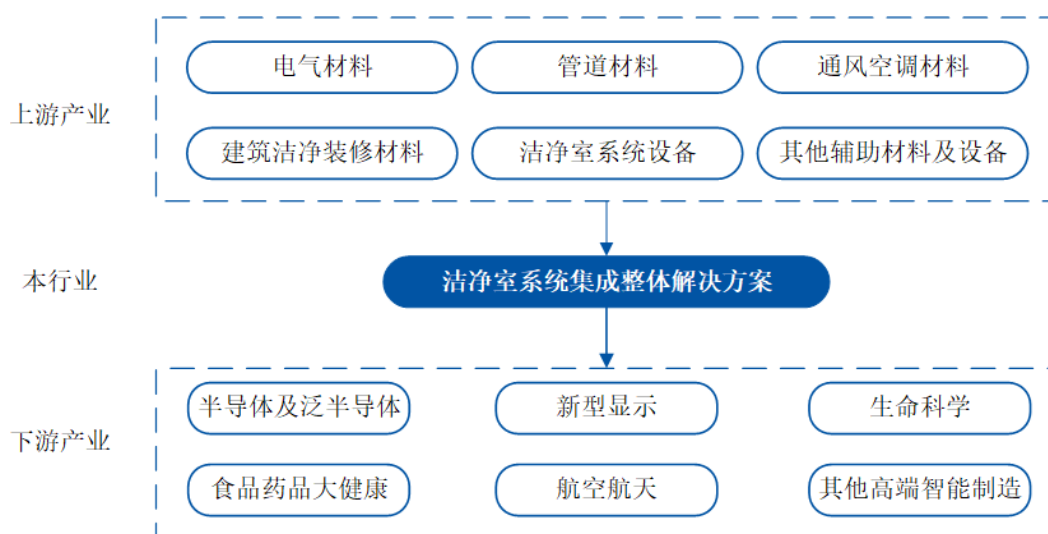 电气材料 管道材料 通风空调材料
上游产业
建筑洁净装修材料 洁净室系统设备 其他辅助材料及设备
本行业 洁净室系统集成整体解决方案
半导体及泛半导体 新型显示 生命科学
下游产业
食品药品大健康 航空航天 其他高端智能制造